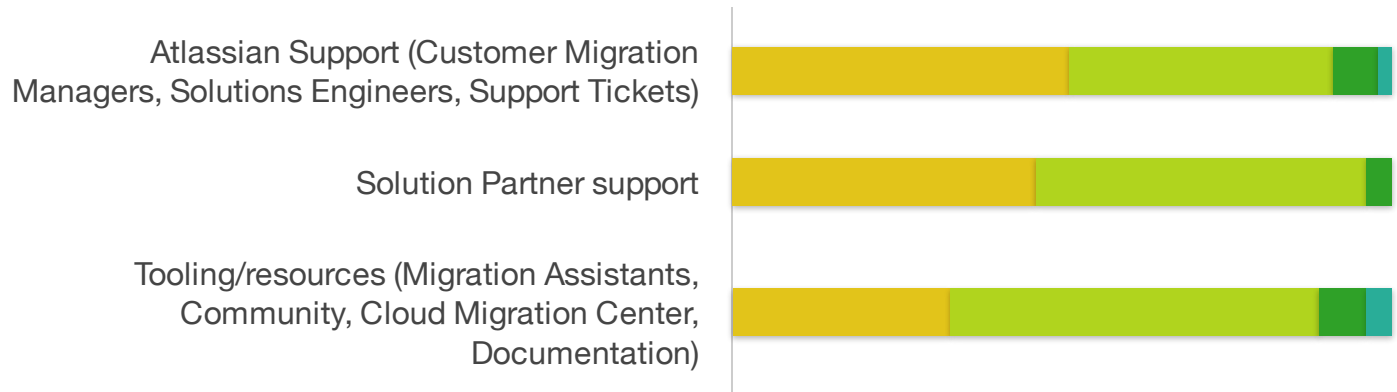 Atlassian Support (Customer Migration
Managers, Solutions Engineers, Support Tickets)
Solution Partner support
Tooling/resources (Migration Assistants,
Community, Cloud Migration Center,
Documentation)